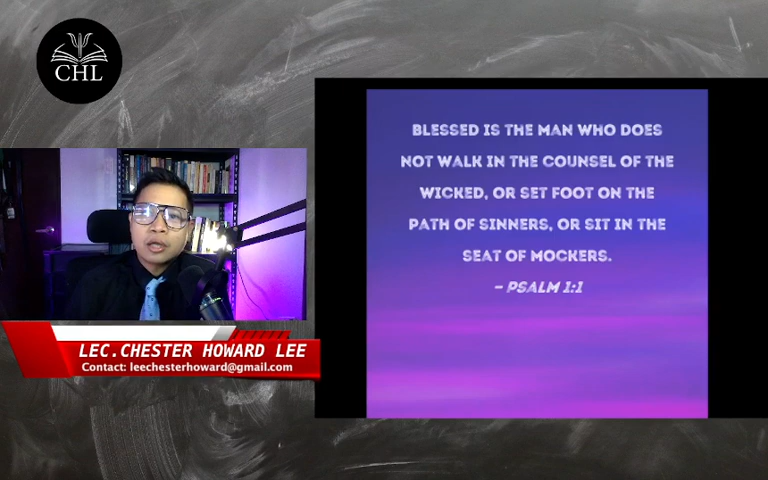 CHL
BLESSED IS THE MAN WHO DOES
NOT WALK IN THE COUNSEL OF THE
WICKED, OR SET FOOT ON THE
PATH OF SINNERS, OR SIT IN THE
SEAT OF MOCKERS.
- PSALM 1:1
LEC.CHESTER HOWARD LEE
Contact: leechesterhoward@gmail.com